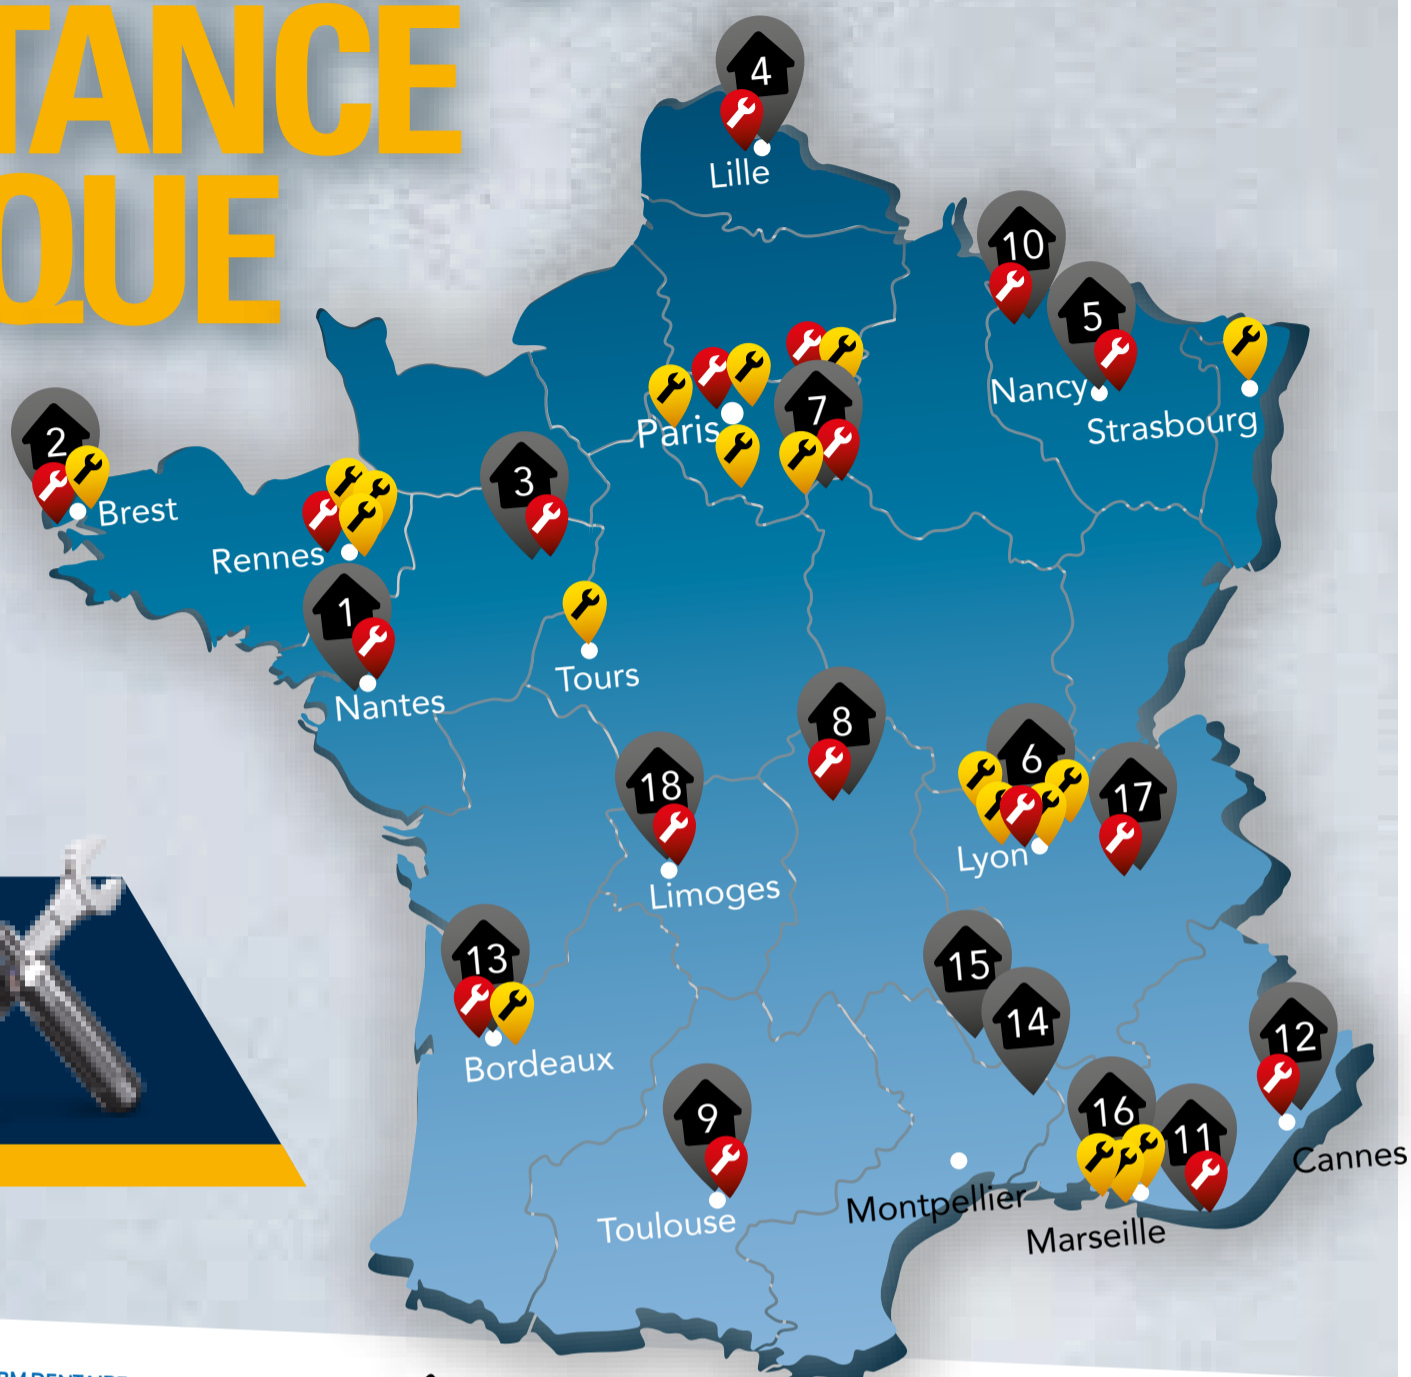 TANCE
QUE
4
Lille
10
5
Nancy
Strasbourg
Paris
7
2
Brest
3
Rennes
1
Nantes
Tours
8
18
Limoges
6
17
Lyon
13
Bordeaux
15
14
12
Cannes
9
Toulouse
16
11
Montpellier
Marseille